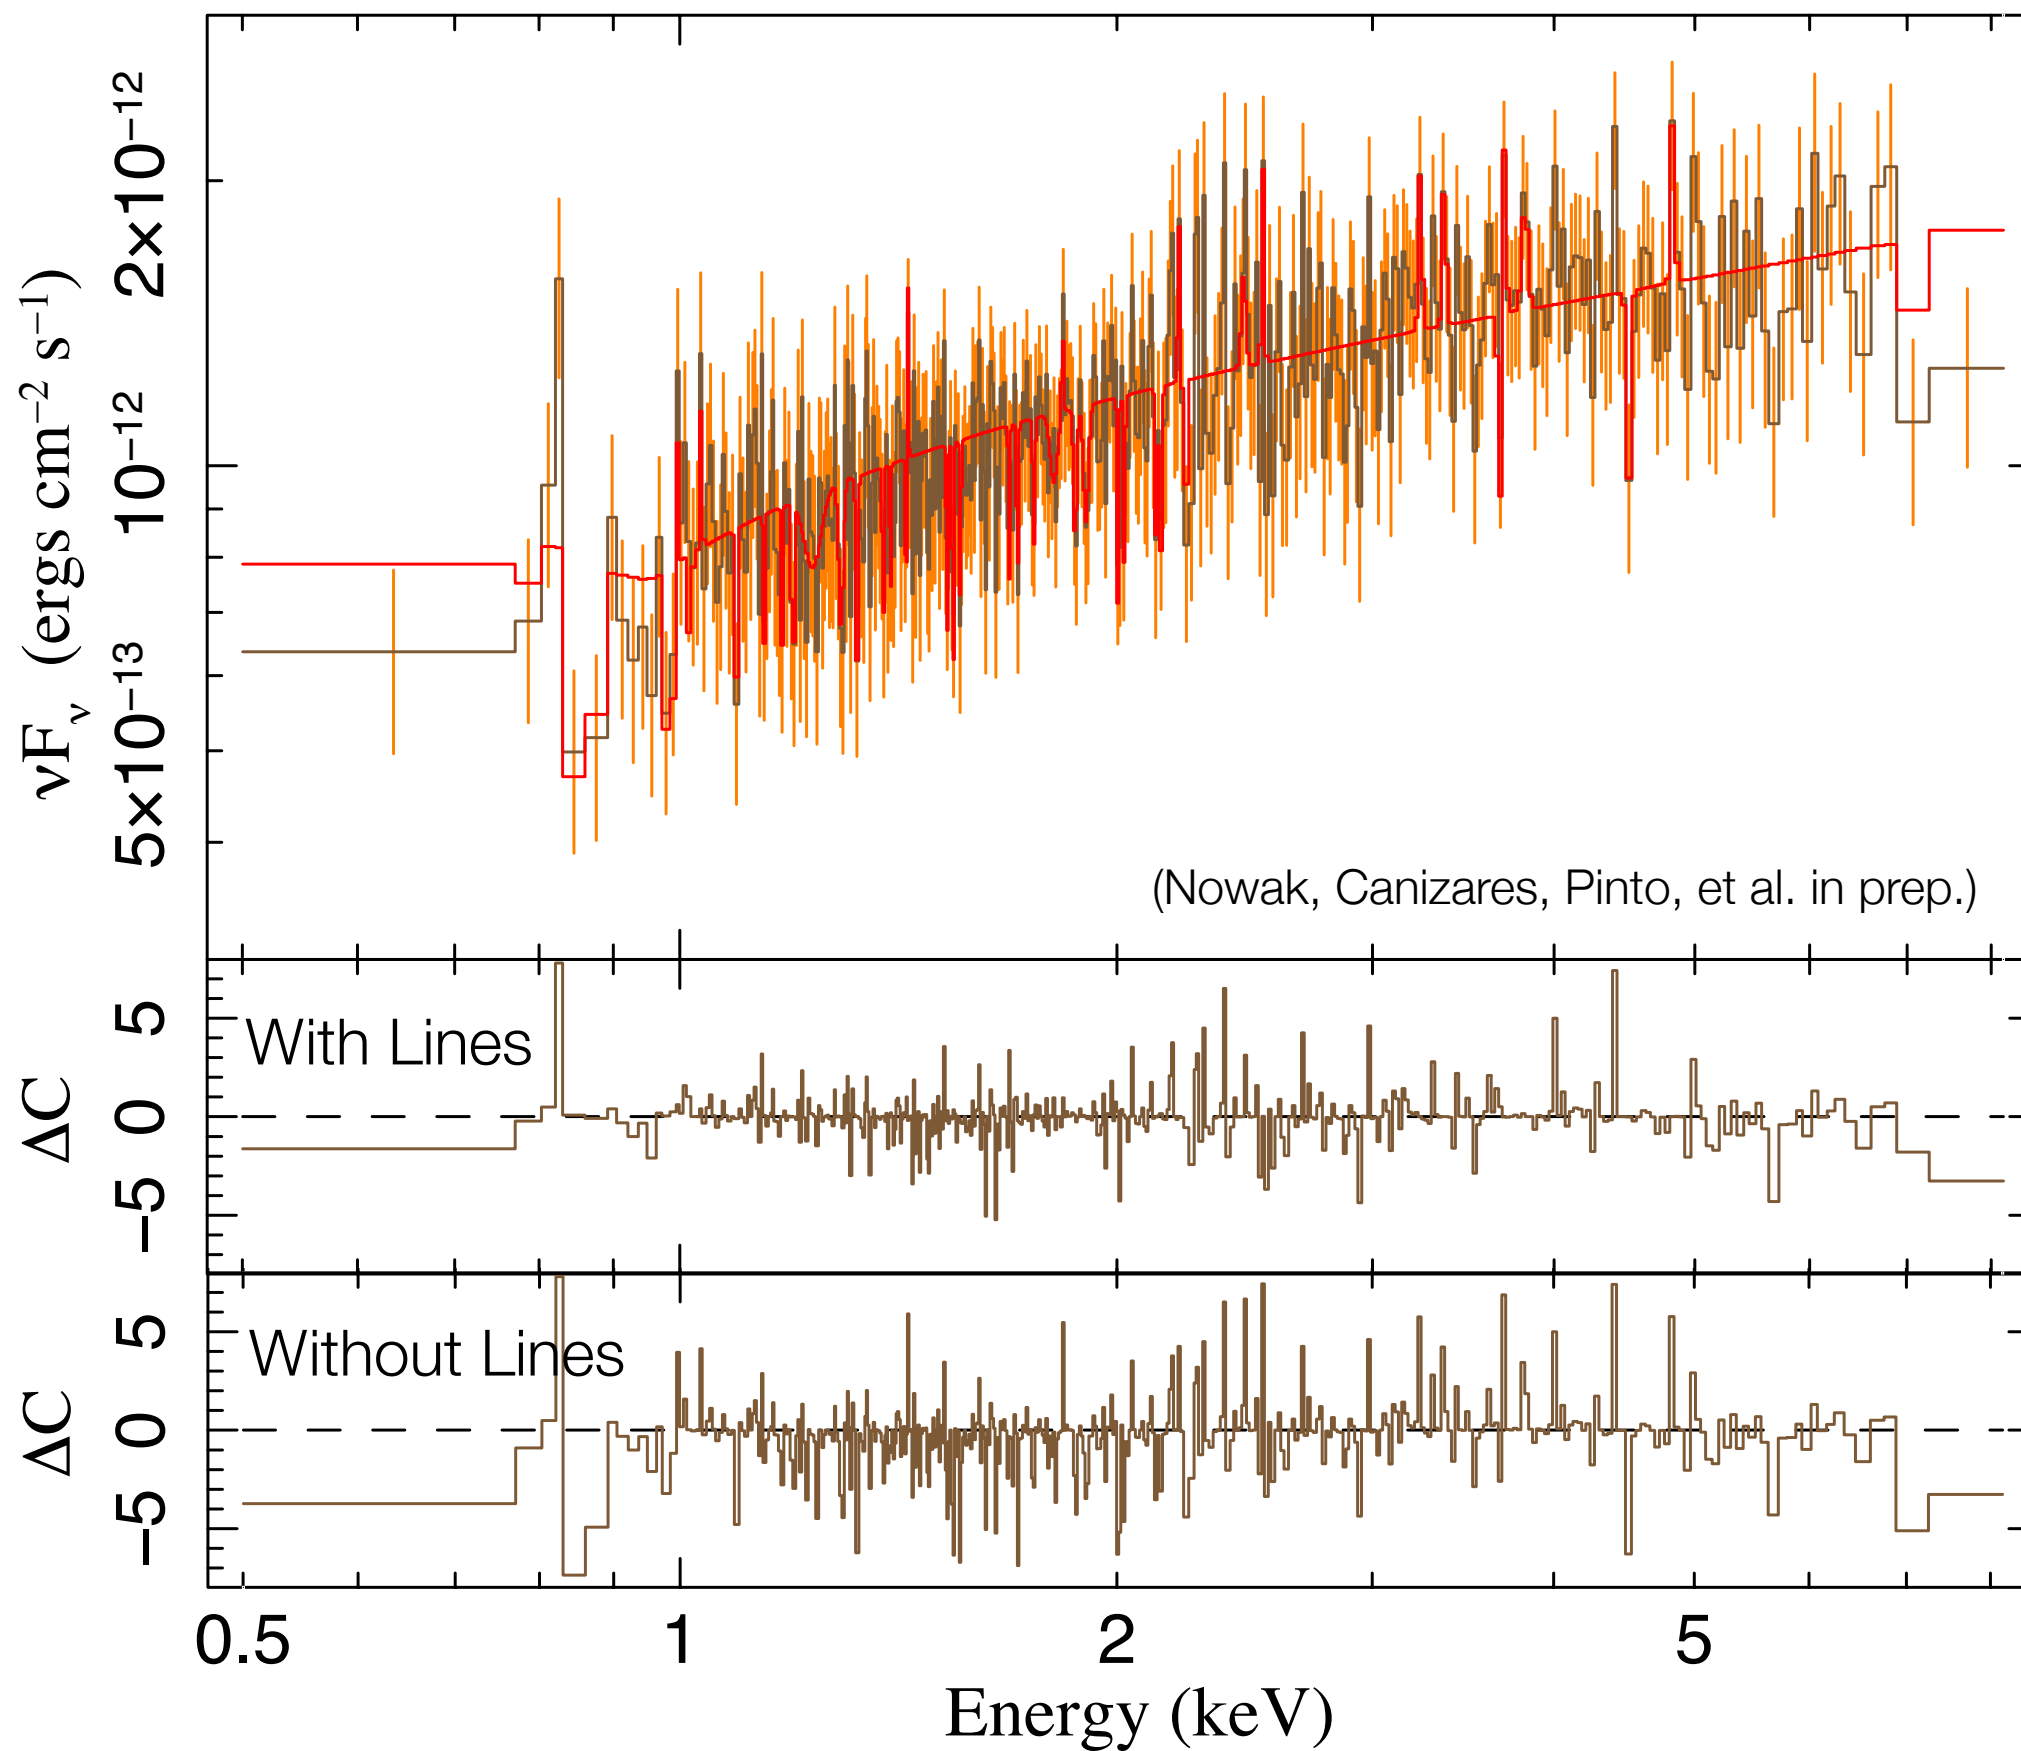 νFν (ergs cm−2 s−1)
2×10−12
10−12
5×10−13
(Nowak, Canizares, Pinto, et al. in prep.)
ΔC
5
0
−5
With Lines
ΔC
5
0
−5
Without Lines
0.5 1 2 5
Energy (keV)